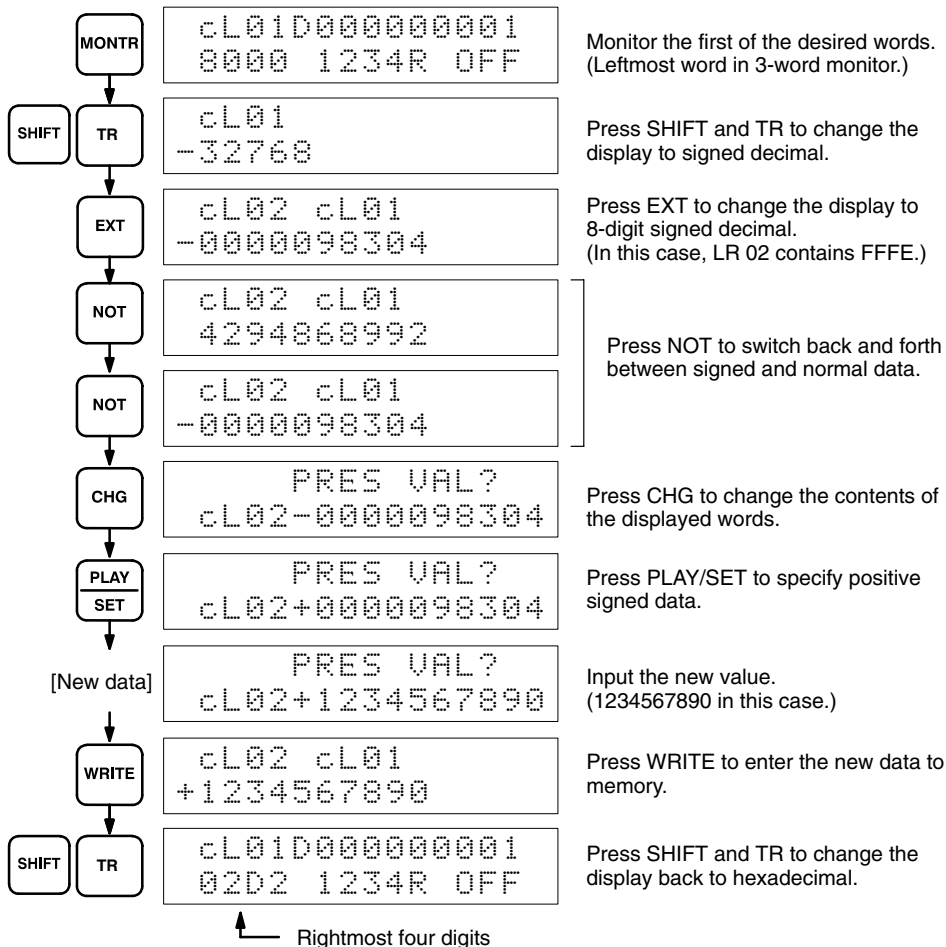 MONTR
cL01D000000001
8000 1234R OFF
Monitor the first of the desired words.
(Leftmost word in 3-word monitor.)
SHIFT
TR
cL01
-32768
Press SHIFT and TR to change the
display to signed decimal.
EXT
cL02 cL01
-0000098304
Press EXT to change the display to
8-digit signed decimal.
(In this case, LR 02 contains FFFE.)
NOT
cL02 cL01
4294868992
Press NOT to switch back and forth
between signed and normal data.
NOT
cL02 cL01
-0000098304
CHG
PRES VAL?
cL02-0000098304
Press CHG to change the contents of
the displayed words.
PLAY
SET
PRES VAL?
cL02+0000098304
Press PLAY/SET to specify positive
signed data.
[New data]
PRES VAL?
cL02+1234567890
Input the new value.
(1234567890 in this case.)
WRITE
cL02 cL01
+1234567890
Press WRITE to enter the new data to
memory.
SHIFT
TR
cL01D000000001
02D2 1234R OFF
Press SHIFT and TR to change the
display back to hexadecimal.
Rightmost four digits